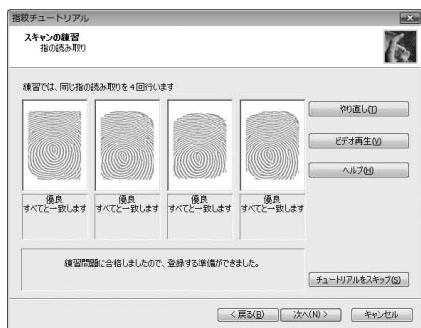 指紋チュートリアル
スキャンの練習
指の読み取り
練習では、同じ指の読み取りを4回行います
優良
すべてと一致します
優良
すべてと一致します
優良
すべてと一致します
優良
すべてと一致します
やり直し(T)
ビデオ再生(V)
ヘルプ(H)
練習問題に合格しましたので、登録する準備ができました。
チュートリアルをスキップ(S)
< 戻る(B)
次へ(N) >
キャンセル